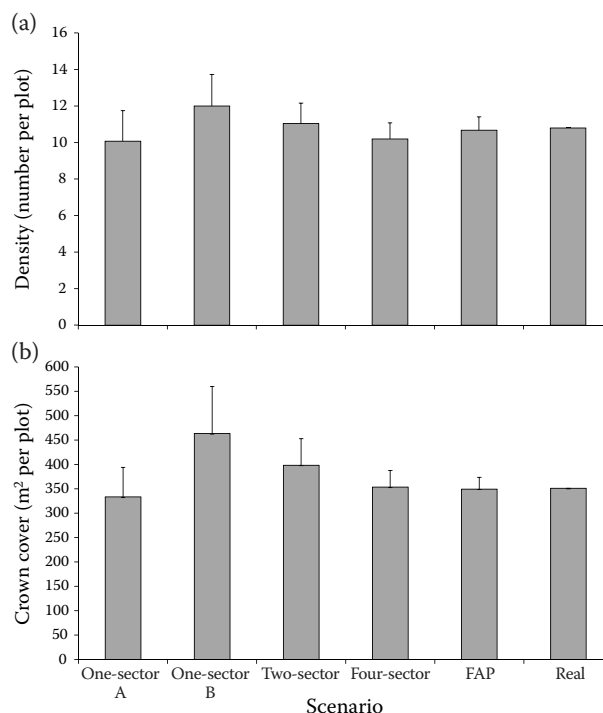 (a)
16
14
12
10
8
6
4
2
0
Density (number per plot)
(b)
600
550
500
450
400
350
300
250
200
150
100
50
0
Crown cover (m² per plot)
One-sector A
One-sector B
Two-sector
Four-sector
FAP
Real
Scenario